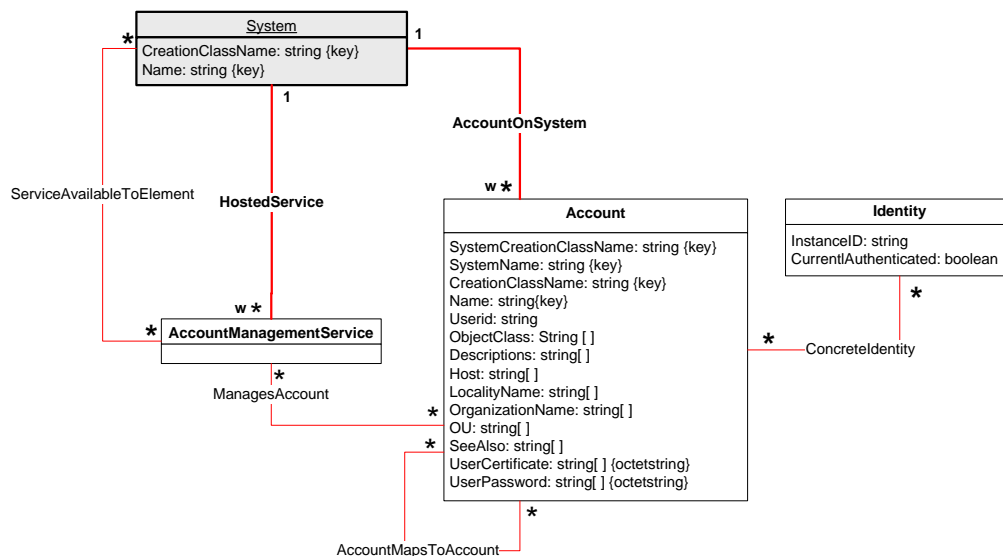 System
*
1
CreationClassName: string {key}
Name: string {key}
1
AccountOnSystem
ServiceAvailableToElement
HostedService
w *
Account
Identity
SystemCreationClassName: string {key}
SystemName: string {key}
CreationClassName: string {key}
Name: string{key}
Userid: string
ObjectClass: String [ ]
Descriptions: string[ ]
Host: string[ ]
LocalityName: string[ ]
OrganizationName: string[ ]
OU: string[ ]
SeeAlso: string[ ]
UserCertificate: string[ ] {octetstring}
UserPassword: string[ ] {octetstring}
InstanceID: string
CurrentlAuthenticated: boolean
*
w *
*
AccountManagementService
*
ConcreteIdentity
*
ManagesAccount
*
*
*
AccountMapsToAccount